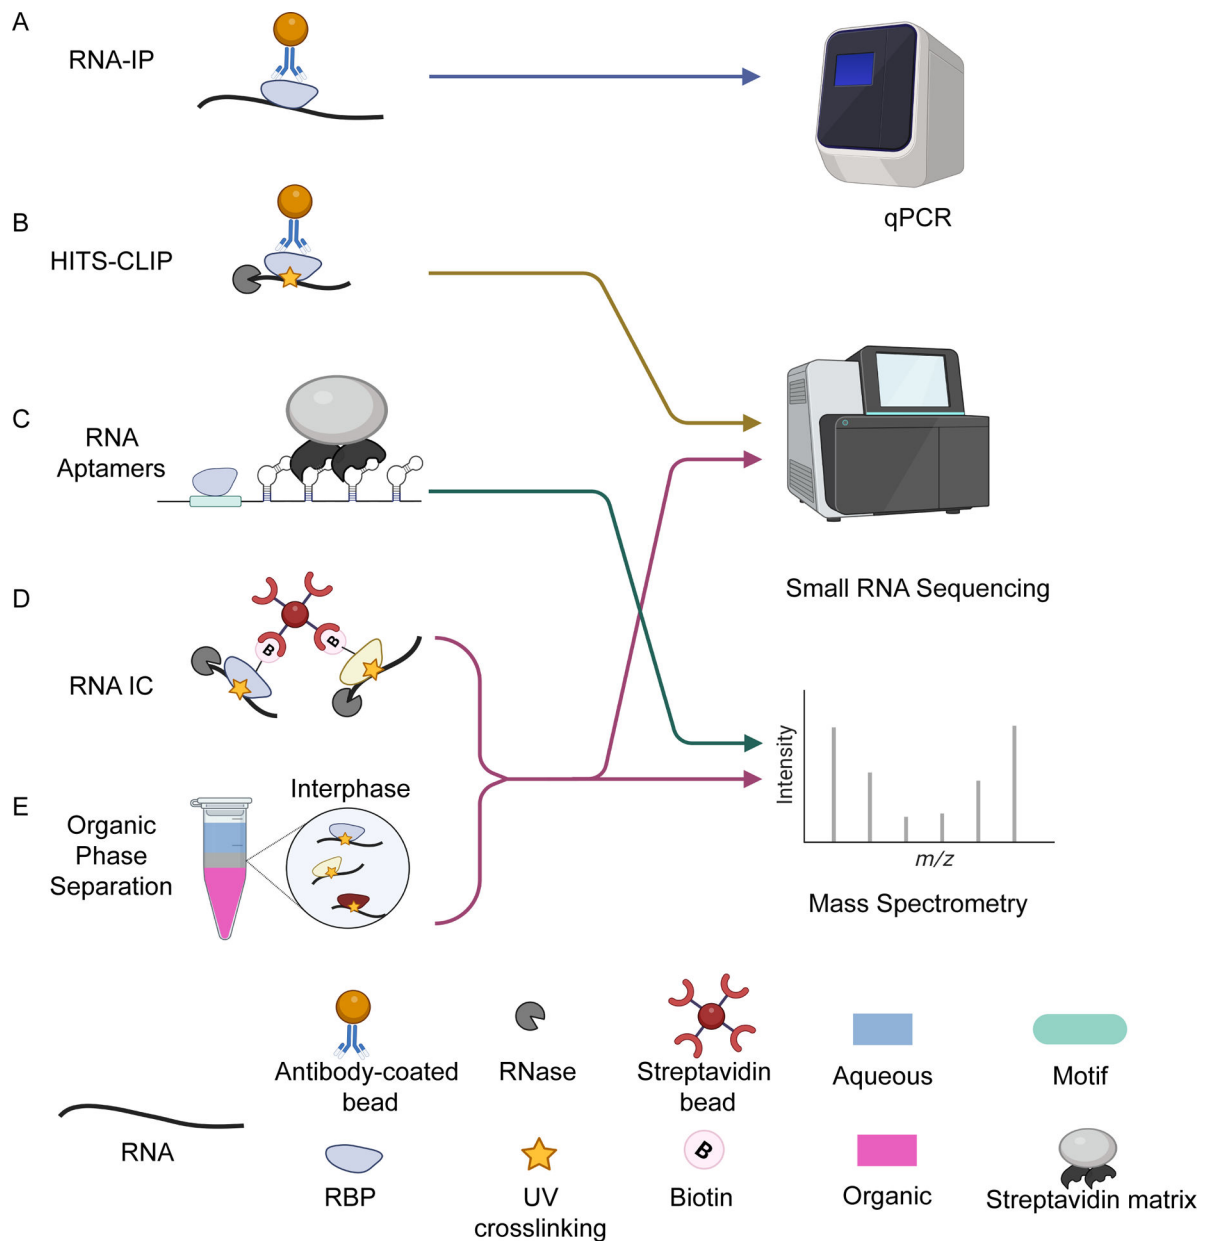 A
RNA-IP
qPCR
B
HITS-CLIP
C
RNA
Aptamers
Small RNA Sequencing
D
B
B
RNA IC
Intensity
m/z
Mass Spectrometry
E
Organic
Phase
Separation
Interphase
Antibody-coated
bead
RNase
Streptavidin
bead
Aqueous
Motif
RNA
RBP
UV
crosslinking
B
Biotin
Organic
Streptavidin matrix